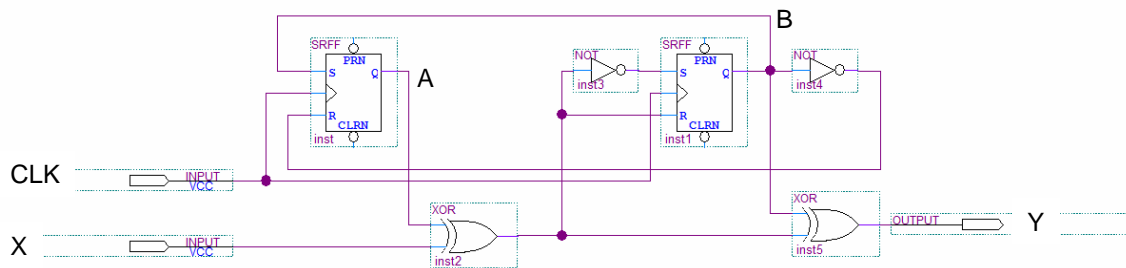 B
SRFF
PRN
S
Q
R
CLRN
inst
A
NOT
inst3
SRFF
PRN
S
Q
R
CLRN
inst1
NOT
inst4
CLK
INPUT
VCC
X
INPUT
VCC
XOR
inst2
XOR
inst5
OUTPUT
Y